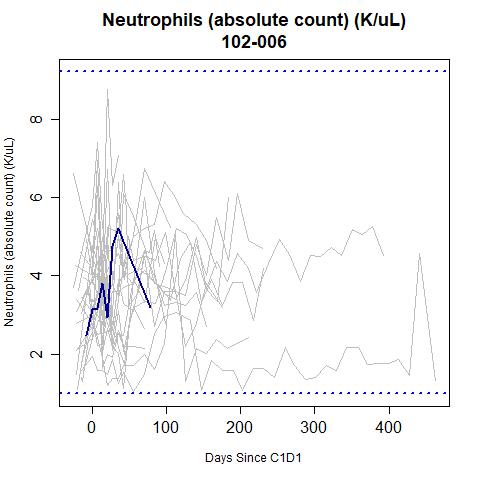 Neutrophils (absolute count) (K/uL)
102-006
Neutrophils (absolute count) (K/uL)
8
6
4
2
0 100 200 300 400
Days Since C1D1